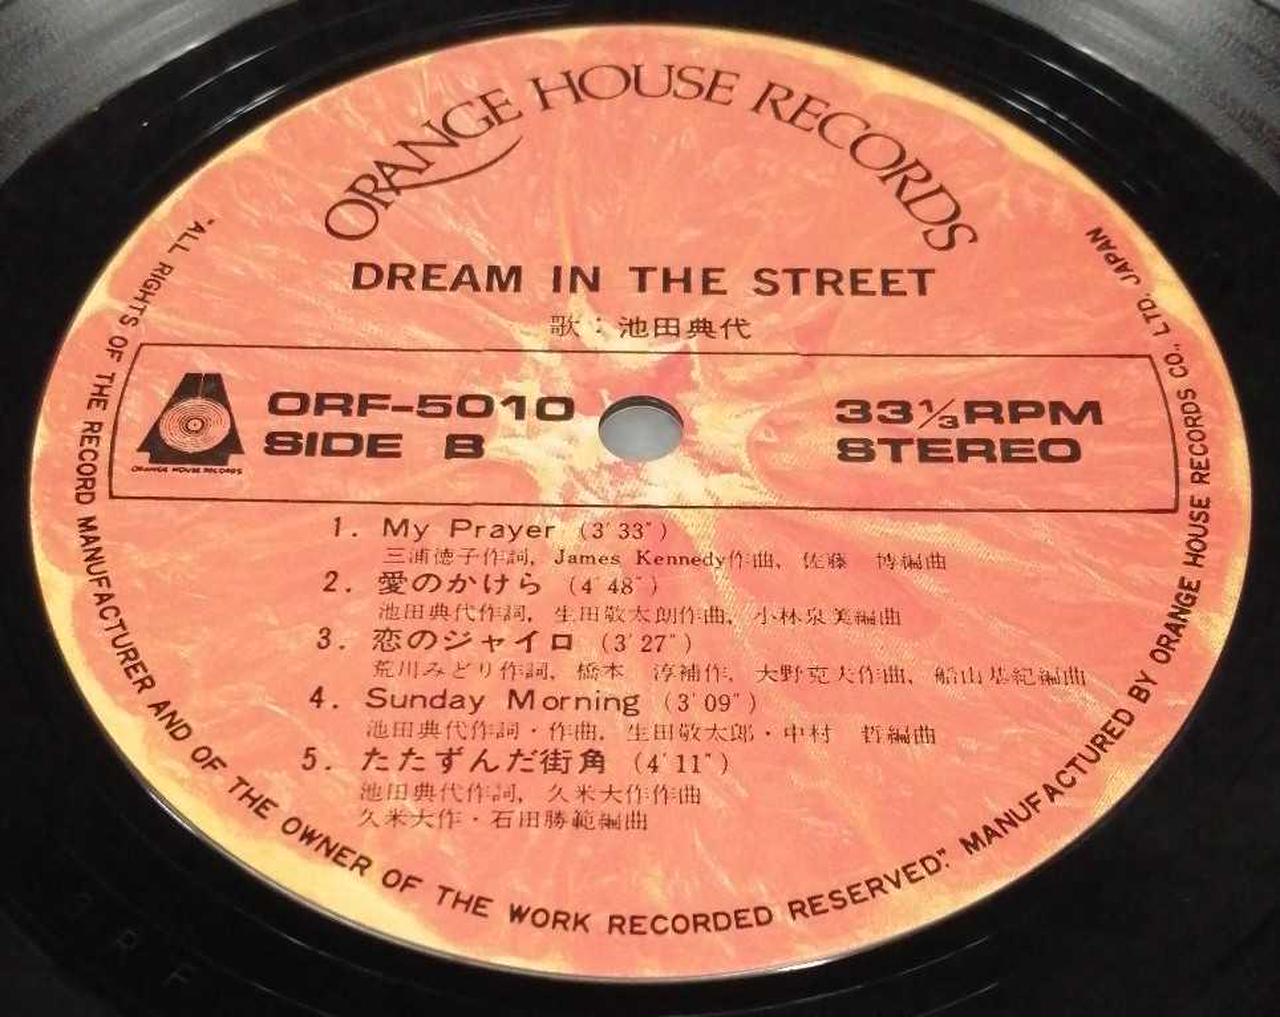 ORANGE HOUSE RECORDS
DREAM IN THE STREET
歌：池田典代
ORF-5010
SIDE B
33⅓RPM
STEREO
ORANGE HOUSE RECORDS
1. My Prayer (3'33")
三浦徳子作詞, James Kennedy作曲, 佐藤 博編曲
2. 愛のかけら (4'48")
池田典代作詞, 生田敬太朗作曲, 小林泉美編曲
3. 恋のジャイロ (3'27")
荒川みどり作詞, 橋本 淳補作, 大野克夫作曲, 船山基紀編曲
4. Sunday Morning (3'09")
池田典代作詞・作曲, 生田敬太郎・中村 哲編曲
5. たたずんだ街角 (4'11")
池田典代作詞, 久米大作作曲
久米大作・石田勝範編曲
"ALL RIGHTS OF THE RECORD MANUFACTURER AND OF THE OWNER OF THE WORK RECORDED RESERVED." MANUFACTURED BY ORANGE HOUSE RECORDS CO., LTD. JAPAN